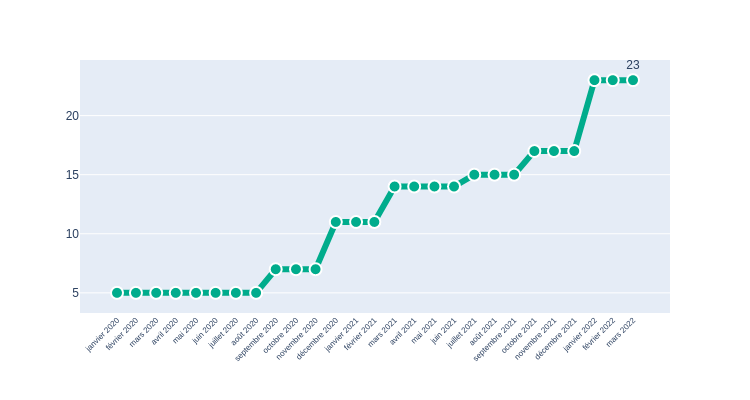 23
20
15
10
5
janvier 2020
février 2020
mars 2020
avril 2020
mai 2020
juin 2020
juillet 2020
août 2020
septembre 2020
octobre 2020
novembre 2020
décembre 2020
janvier 2021
février 2021
mars 2021
avril 2021
mai 2021
juin 2021
juillet 2021
août 2021
septembre 2021
octobre 2021
novembre 2021
décembre 2021
janvier 2022
février 2022
mars 2022